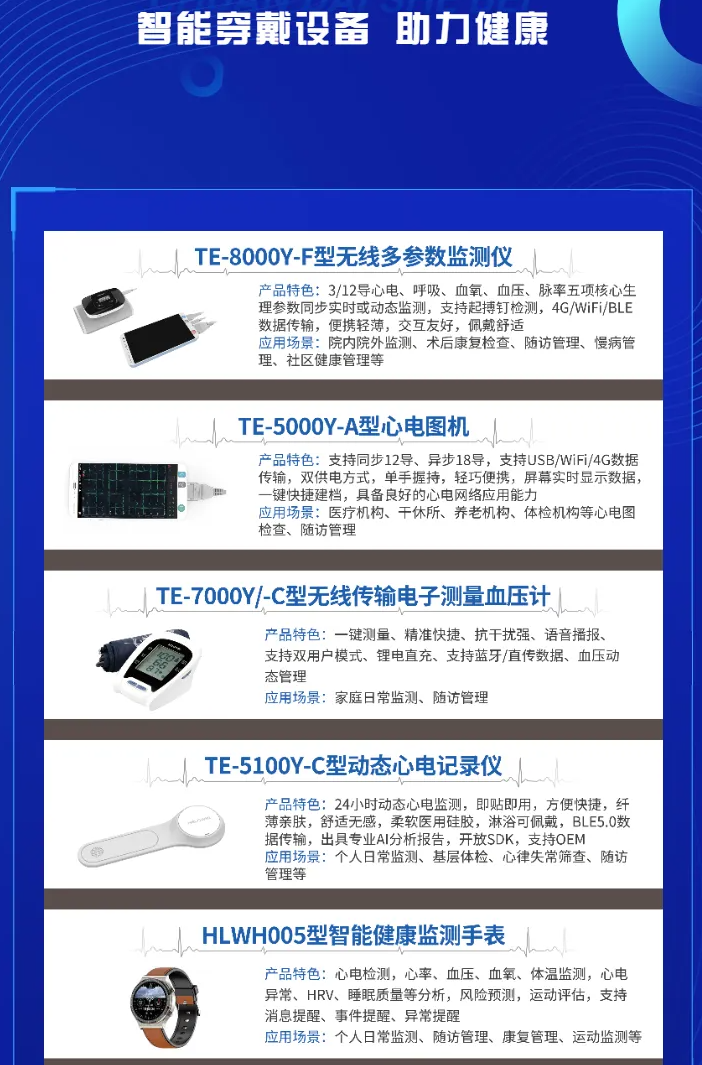 智能穿戴设备 助力健康
TE-8000Y-F型无线多参数监测仪
产品特色：3/12导心电、呼吸、血氧、血压、脉率五项核心生
理参数同步实时或动态监测，支持起搏钉检测，4G/WiFi/BLE
数据传输，便携轻薄，交互友好，佩戴舒适
应用场景：院内院外监测、术后康复检查、随访管理、慢病管
理、社区健康管理等
TE-5000Y-A型心电图机
产品特色：支持同步12导、异步18导，支持USB/WiFi/4G数据
传输，双供电方式，单手握持，轻巧便携，屏幕实时显示数据，
一键快捷建档，具备良好的心电网络应用能力
应用场景：医疗机构、干休所、养老机构、体检机构等心电图
检查、随访管理
TE-7000Y/-C型无线传输电子测量血压计
产品特色：一键测量、精准快捷、抗干扰强、语音播报、
支持双用户模式、锂电直充、支持蓝牙/直传数据、血压动
态管理
应用场景：家庭日常监测、随访管理
TE-5100Y-C型动态心电记录仪
产品特色：24小时动态心电监测，即贴即用，方便快捷，纤
薄亲肤，舒适无感，柔软医用硅胶，淋浴可佩戴，BLE5.0数
据传输，出具专业AI分析报告，开放SDK，支持OEM
应用场景：个人日常监测、基层体检、心律失常筛查、随访
管理等
HLWH005型智能健康监测手表
产品特色：心电检测，心率、血压、血氧、体温监测，心电
异常、HRV、睡眠质量等分析，风险预测，运动评估，支持
消息提醒、事件提醒、异常提醒
应用场景：个人日常监测、随访管理、康复管理、运动监测等